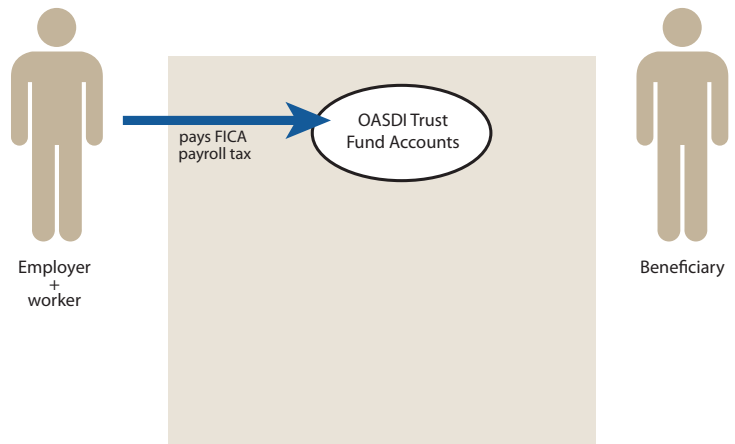 OASDI Trust
Fund Accounts
pays FICA
payroll tax
Employer
+
worker
Beneficiary